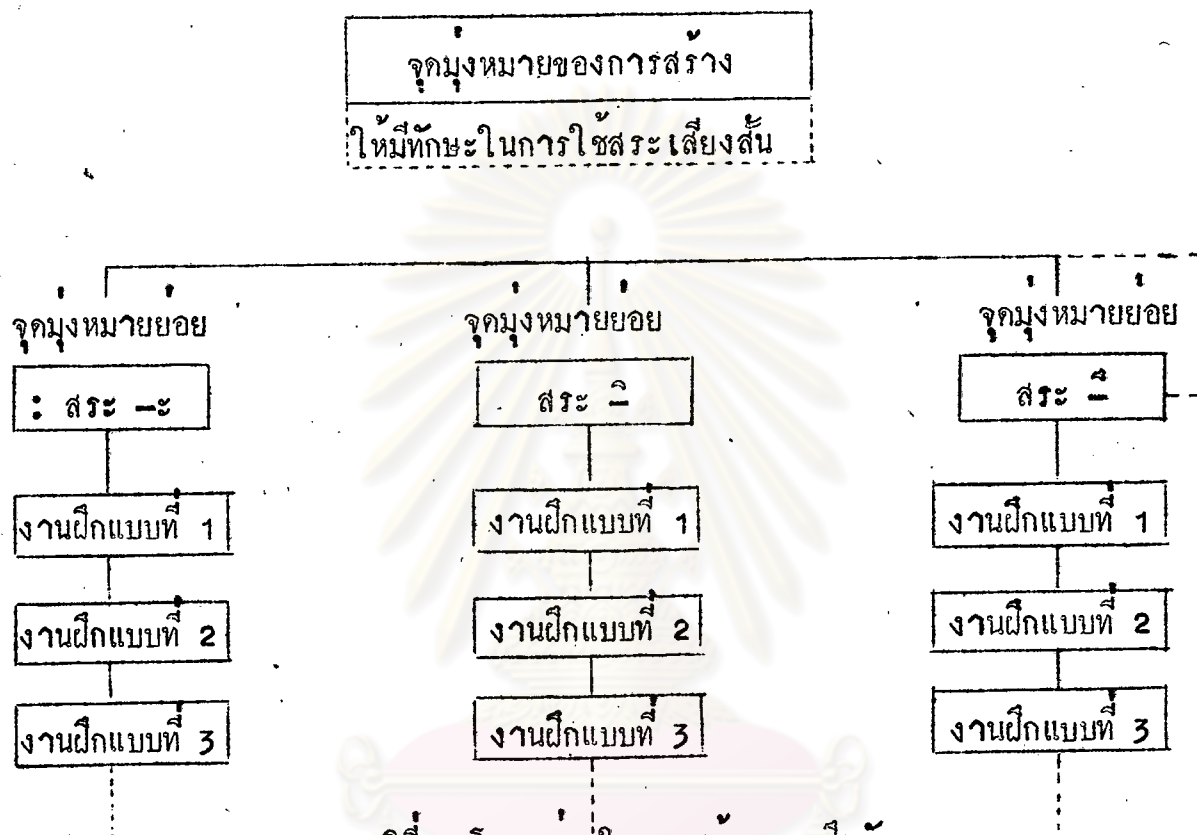 จุดมุ่งหมายของการสร้าง
ให้มีทักษะในการใช้สระเสียงสั้น
จุดมุ่งหมายย่อย จุดมุ่งหมายย่อย จุดมุ่งหมายย่อย
: สระ -ะ สระ -ิ สระ -ึ
งานฝึกแบบที่ 1 งานฝึกแบบที่ 1 งานฝึกแบบที่ 1
งานฝึกแบบที่ 2 งานฝึกแบบที่ 2 งานฝึกแบบที่ 2
งานฝึกแบบที่ 3 งานฝึกแบบที่ 3 งานฝึกแบบที่ 3